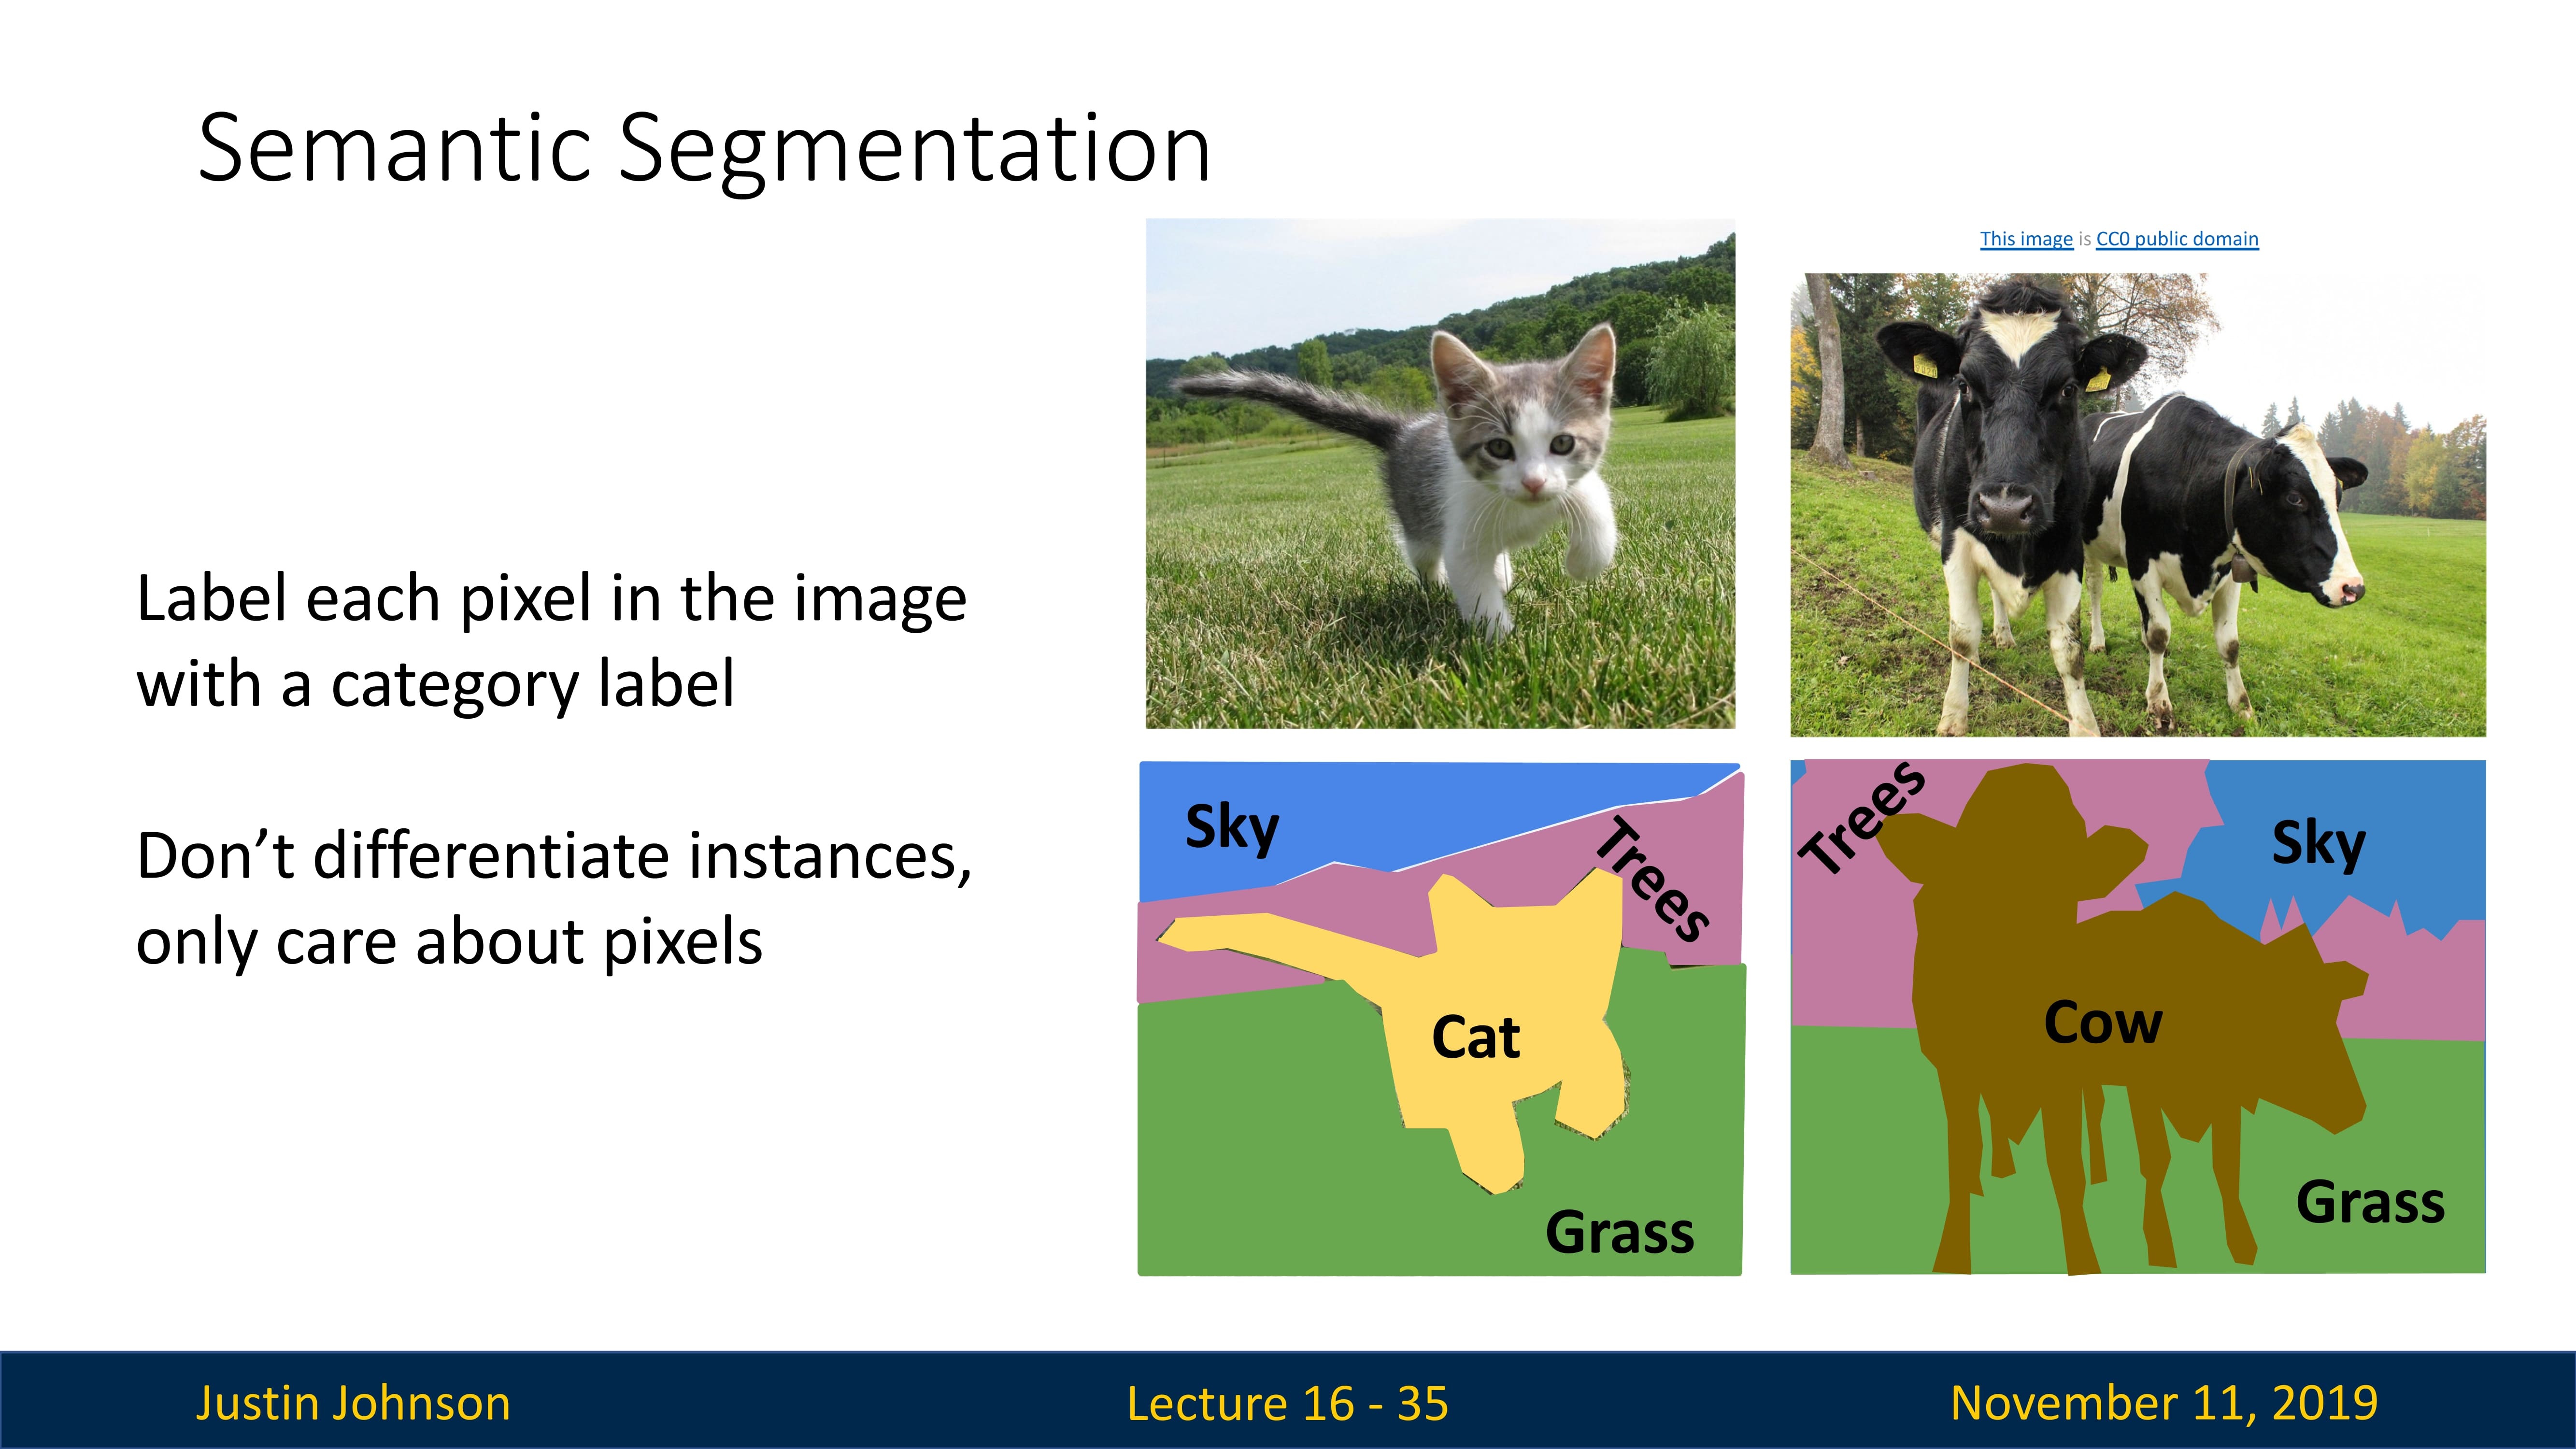 Semantic Segmentation
This image is CC0 public domain
Label each pixel in the image
with a category label
Don’t differentiate instances,
only care about pixels
Sky
Trees
Cat
Grass
Trees
Sky
Cow
Grass
Justin Johnson
Lecture 16 - 35
November 11, 2019